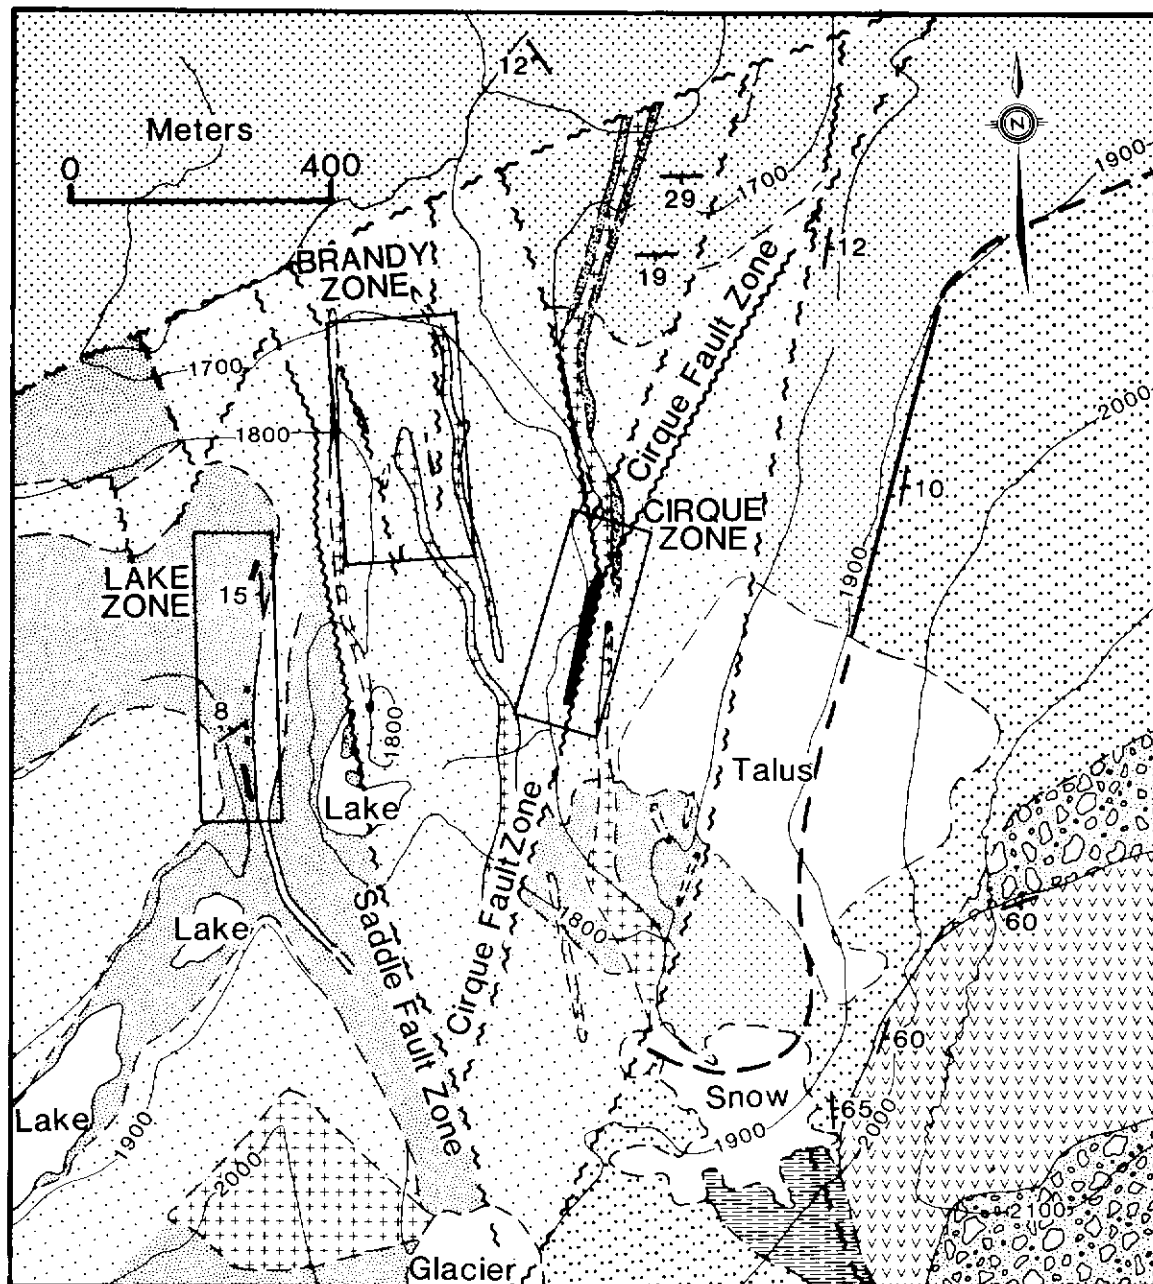 12
Meters
0
400
N
1900
1700
29
12
19
BRANDY
ZONE
Cirque Fault Zone
1700
2000
1800
10
CIRQUE
ZONE
LAKE
ZONE
15
1900
8
1800
Lake
Talus
Cirque Fault Zone
Saddle Fault Zone
Lake
1800
60
60
Snow
65
2000
Lake
1900
1900
2000
2100
Glacier